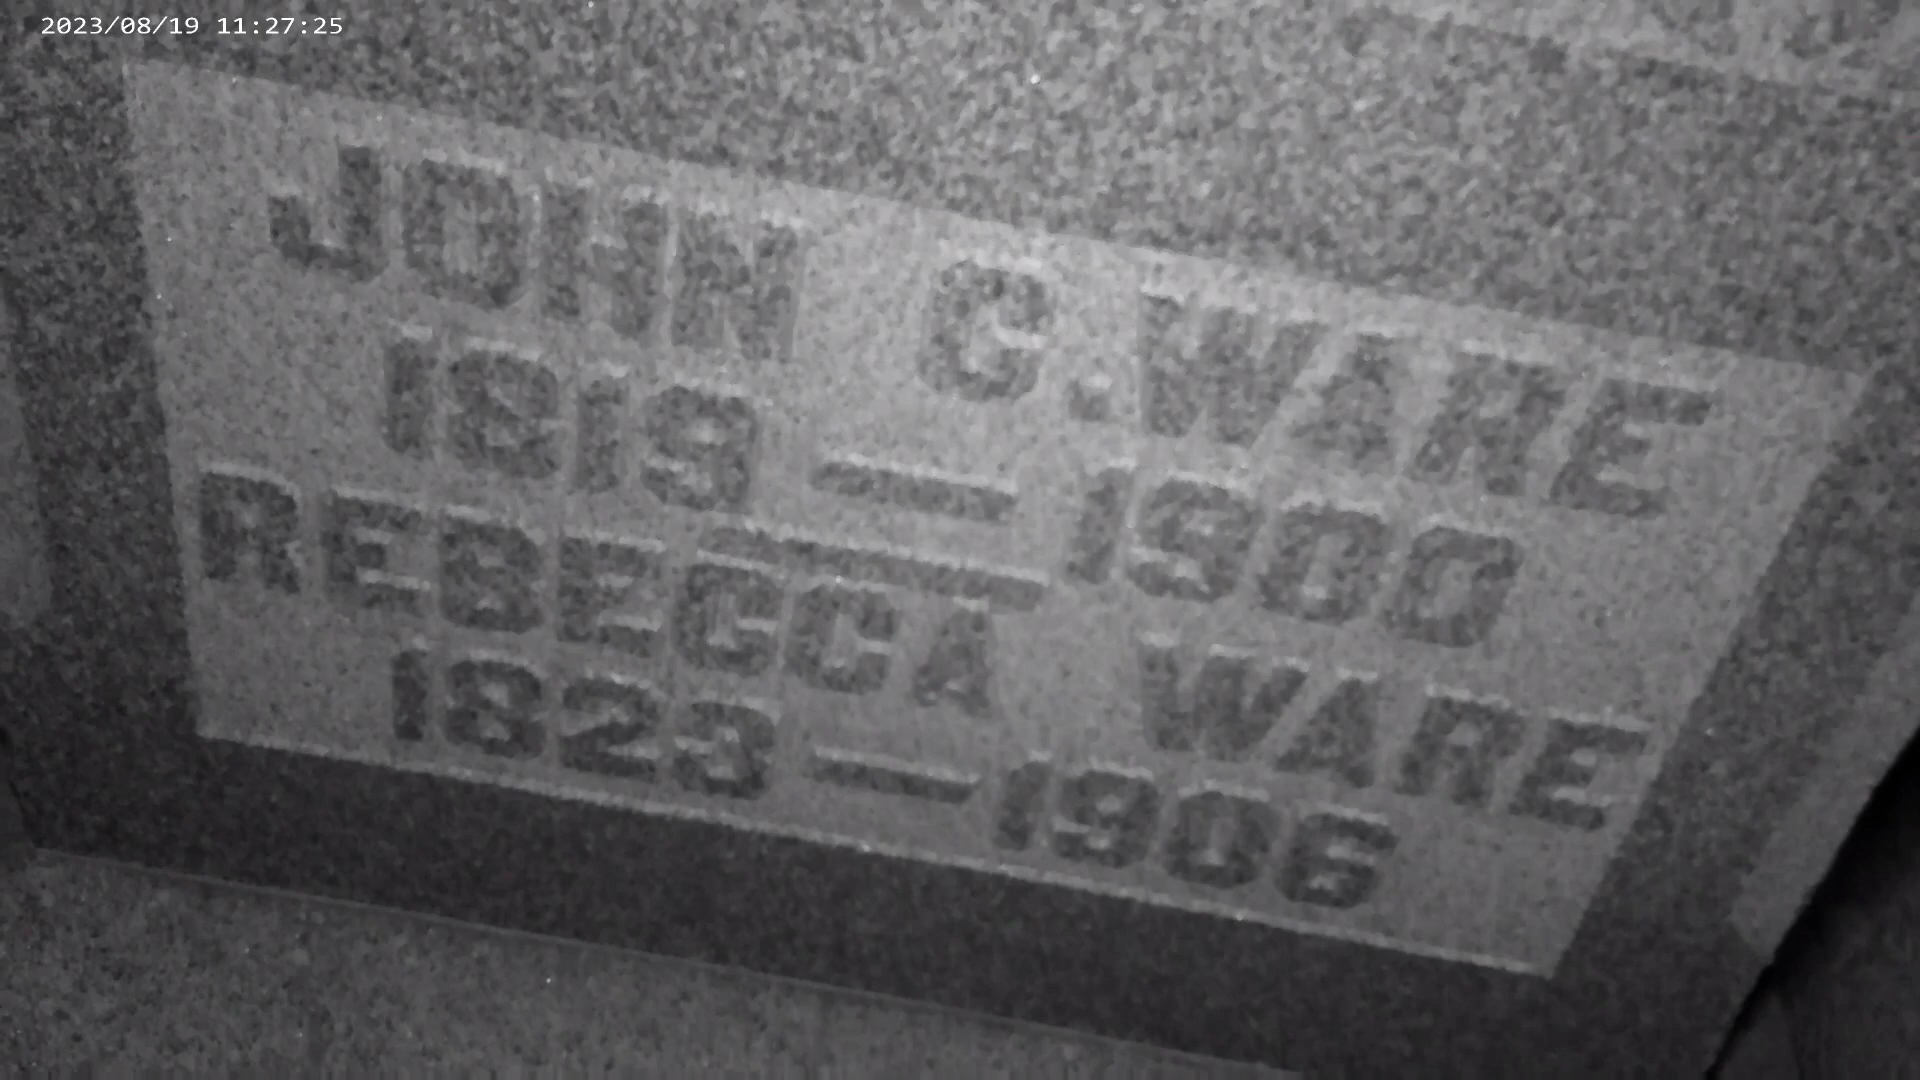 2023/08/19 11:27:25
JOHN G. WARE
1819 — 1900
REBECCA WARE
1823 — 1906